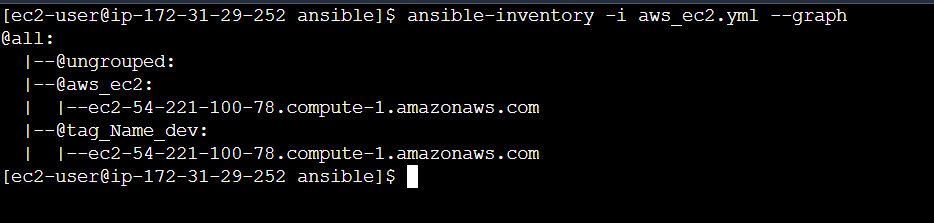 [ec2-user@ip-172-31-29-252 ansible]$ ansible-inventory -i aws_ec2.yml --graph
@all:
  |--@ungrouped:
  |--@aws_ec2:
  |  |--ec2-54-221-100-78.compute-1.amazonaws.com
  |--@tag_Name_dev:
  |  |--ec2-54-221-100-78.compute-1.amazonaws.com
[ec2-user@ip-172-31-29-252 ansible]$